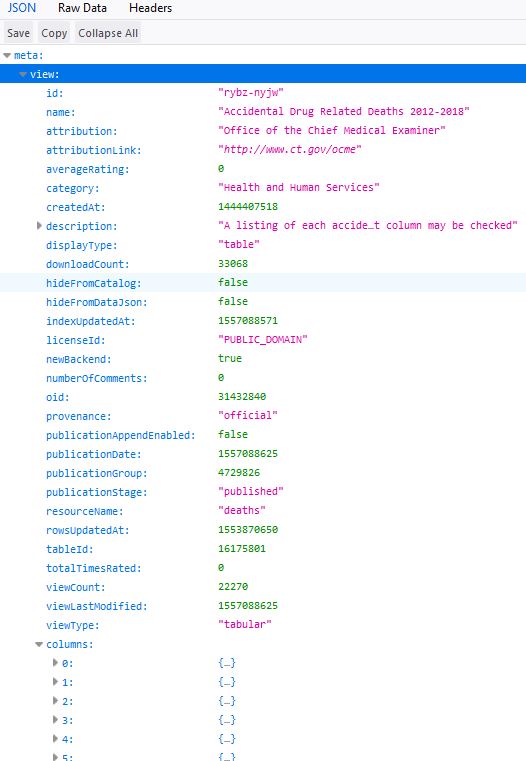 JSON Raw Data Headers
Save Copy Collapse All
meta:
view:
id: "rybz-nyjw"
name: "Accidental Drug Related Deaths 2012-2018"
attribution: "Office of the Chief Medical Examiner"
attributionLink: "http://www.ct.gov/ocme"
averageRating: 0
category: "Health and Human Services"
createdAt: 1444407518
description: "A listing of each accide…t column may be checked"
displayType: "table"
downloadCount: 33068
hideFromCatalog: false
hideFromDataJson: false
indexUpdatedAt: 1557088571
licenseId: "PUBLIC_DOMAIN"
newBackend: true
numberOfComments: 0
oid: 31432840
provenance: "official"
publicationAppendEnabled: false
publicationDate: 1557088625
publicationGroup: 4729826
publicationStage: "published"
resourceName: "deaths"
rowsUpdatedAt: 1553870650
tableId: 16175801
totalTimesRated: 0
viewCount: 22270
viewLastModified: 1557088625
viewType: "tabular"
columns:
0: {…}
1: {…}
2: {…}
3: {…}
4: {…}
5: {…}